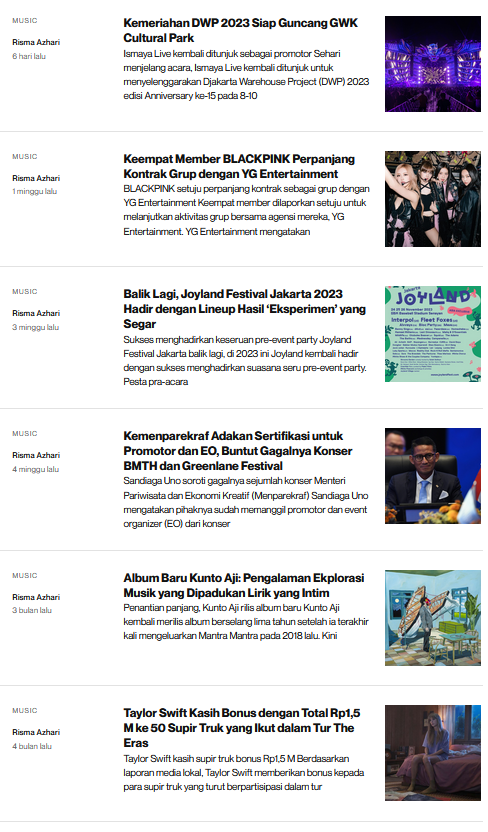 MUSIC
Risma Azhari
6 hari lalu
Kemeriahan DWP 2023 Siap Guncang GWK
Cultural Park
Ismaya Live kembali ditunjuk sebagai promotor Sehari
menjelang acara, Ismaya Live kembali ditunjuk untuk
menyelenggarakan Djakarta Warehouse Project (DWP) 2023
edisi Anniversary ke-15 pada 8-10
MUSIC
Risma Azhari
1 minggu lalu
Keempat Member BLACKPINK Perpanjang
Kontrak Grup dengan YG Entertainment
BLACKPINK setuju perpanjang kontrak sebagai grup dengan
YG Entertainment Keempat member dilaporkan setuju untuk
melanjutkan aktivitas grup bersama agensi mereka, YG
Entertainment. YG Entertainment mengatakan
MUSIC
Risma Azhari
3 minggu lalu
Balik Lagi, Joyland Festival Jakarta 2023
Hadir dengan Lineup Hasil ‘Eksperimen’ yang
Segar
Sukses menghadirkan keseruan pre-event party Joyland
Festival Jakarta balik lagi, di 2023 ini Joyland kembali hadir
dengan sukses menghadirkan suasana seru pre-event party.
Pesta pra-acara
Jakarta
JOYLAND
Interpol Fleet Foxes
MUSIC
Risma Azhari
4 minggu lalu
Kemenparekraf Adakan Sertifikasi untuk
Promotor dan EO, Buntut Gagalnya Konser
BMTH dan Greenlane Festival
Sandiaga Uno soroti gagalnya sejumlah konser Menteri
Pariwisata dan Ekonomi Kreatif (Menparekraf) Sandiaga Uno
mengatakan pihaknya sudah memanggil promotor dan event
organizer (EO) dari konser
MUSIC
Risma Azhari
3 bulan lalu
Album Baru Kunto Aji: Pengalaman Ekplorasi
Musik yang Dipadukan Lirik yang Intim
Penantian panjang, Kunto Aji rilis album baru Kunto Aji
kembali merilis album berselang lima tahun setelah ia terakhir
kali mengeluarkan Mantra Mantra pada 2018 lalu. Kini
MUSIC
Risma Azhari
4 bulan lalu
Taylor Swift Kasih Bonus dengan Total Rp1,5
M ke 50 Supir Truk yang Ikut dalam Tur The
Eras
Taylor Swift kasih supir truk bonus Rp1,5 M Berdasarkan
laporan media lokal, Taylor Swift memberikan bonus kepada
para supir truk yang turut berpartisipasi dalam tur